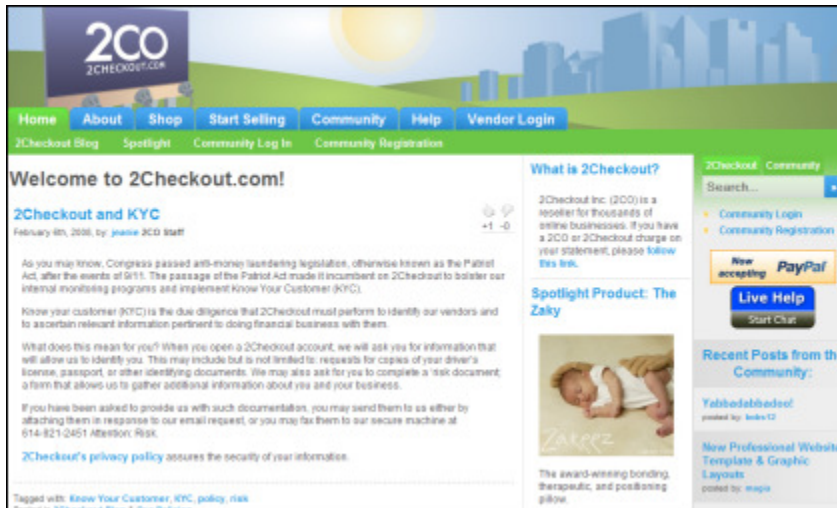 2CO
2CHECKOUT.COM
Home About Shop Start Selling Community Help Vendor Login
2Checkout Blog Spotlight Community Log In Community Registration
Welcome to 2Checkout.com!
2Checkout and KYC
February 6th, 2008, by: jeanie 2CO Staff
+1 -0
As you may know, Congress passed anti-money laundering legislation, otherwise known as the Patriot
Act, after the events of 9/11. The passage of the Patriot Act made it incumbent on 2Checkout to bolster our
internal monitoring programs and implement Know Your Customer (KYC).
Know your customer (KYC) is the due diligence that 2Checkout must perform to identify our vendors and
to ascertain relevant information pertinent to doing financial business with them.
What does this mean for you? When you open a 2Checkout account, we will ask you for information that
will allow us to identify you. This may include but is not limited to: requests for copies of your driver's
license, passport, or other identifying documents. We may also ask for you to complete a 'risk document;
a form that allows us to gather additional information about you and your business.
If you have been asked to provide us with such documentation, you may send them to us either by
attaching them in response to our email request, or you may fax them to our secure machine at
614-921-2451 Attention: Risk.
2Checkout's privacy policy assures the security of your information.
Tagged with: Know Your Customer, KYC, policy, risk
What is 2Checkout?
2Checkout Inc. (2CO) is a
reseller for thousands of
online businesses. If you have
a 2CO or 2Checkout charge on
your statement, please follow
this link.
Spotlight Product: The
Zaky
Zakeez
The award-winning bonding,
therapeutic, and positioning
pillow.
2Checkout Community
Search...
Community Login
Community Registration
Now
accepting PayPal
Live Help
Start Chat
Recent Posts from th
Community:
Yabbadabbadoo!
posted by:
New Professional Website
Template & Graphic
Layouts
posted by: magix